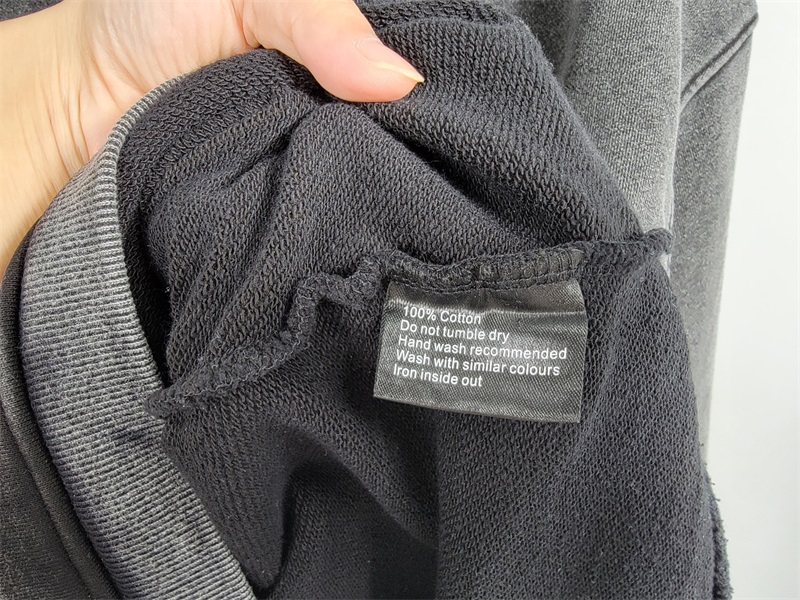 100% Cotton
Do not tumble dry
Hand wash recommended
Wash with similar colours
Iron inside out